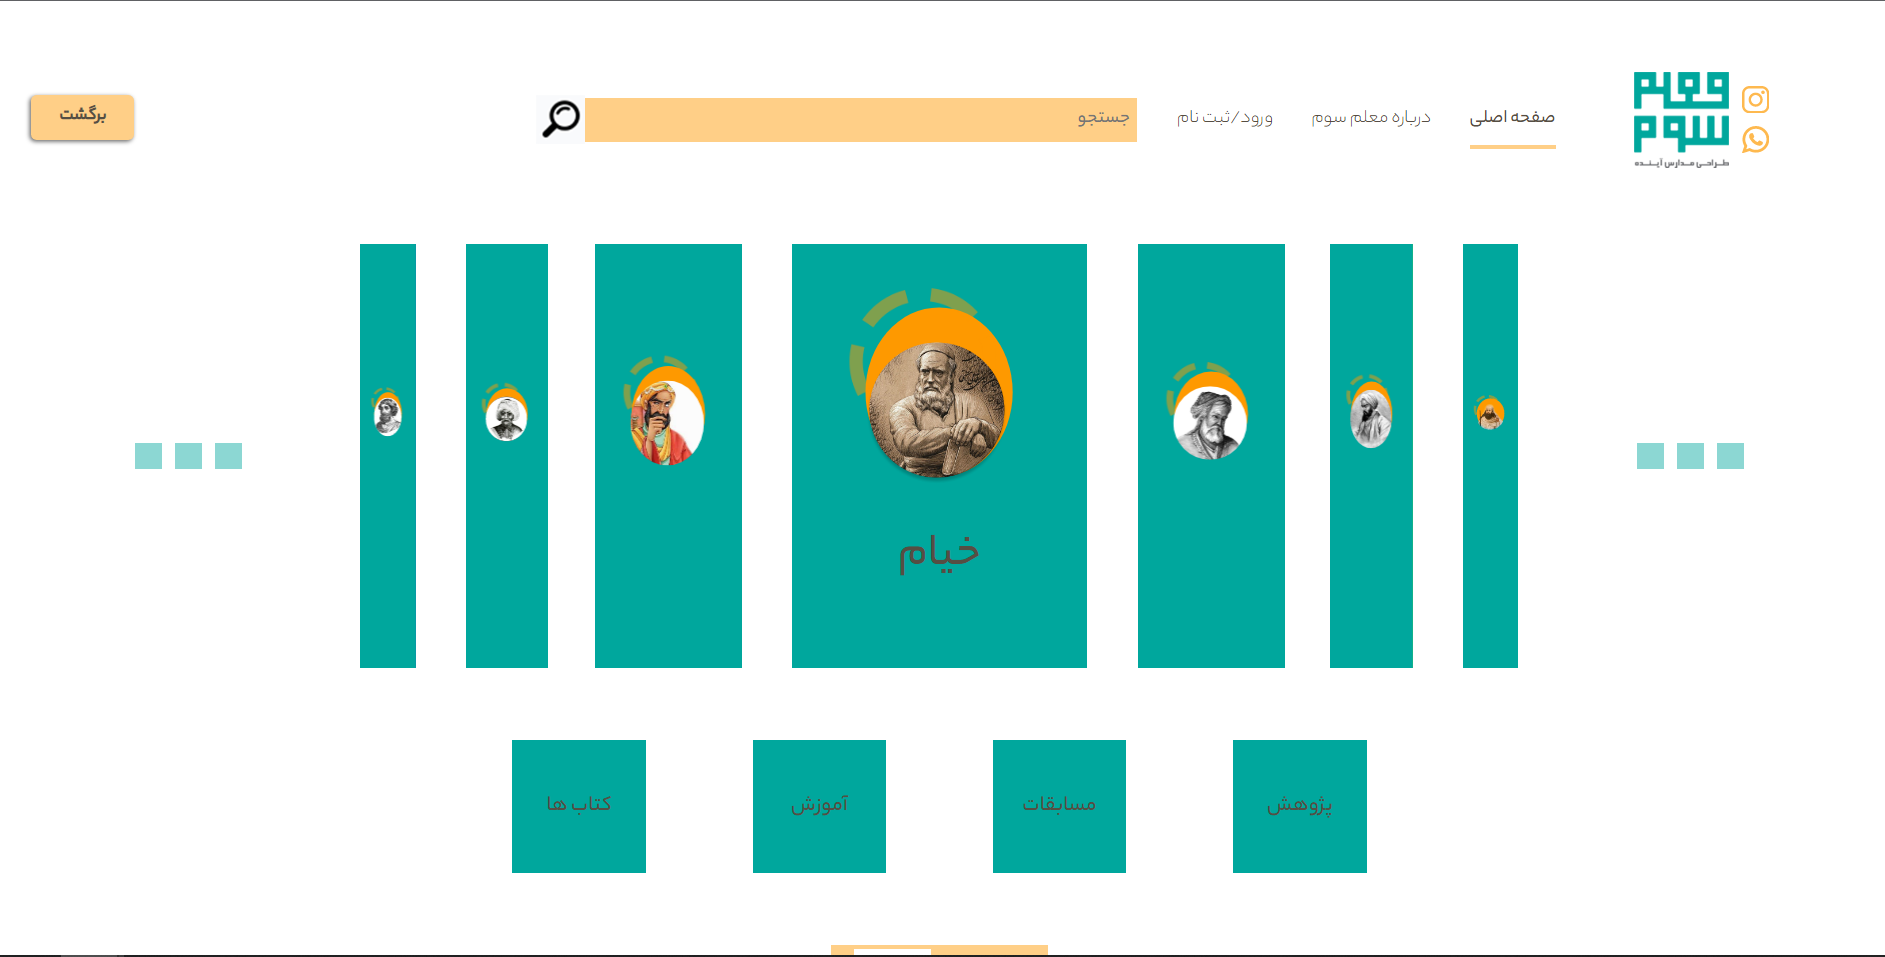 معلم
سوم
طراحی مدارس آینده
صفحه اصلی
درباره معلم سوم
ورود/ثبت نام
جستجو
برگشت
خیام
پژوهش
مسابقات
آموزش
کتاب ها